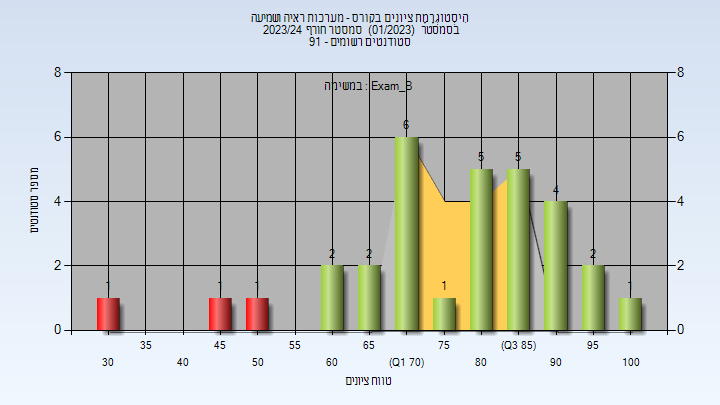 היסטוגרמת ציונים בקורס - מערכות ראיה ושמיעה
בסמסטר (01/2023) סמסטר חורף 2023/24
סטודנטים רשומים - 91
במשימה : Exam_B
מספר סטודנטים
8 8
6 6
4 4
2 2
0 0
1 1 1 2 2 6 1 5 5 4 2 1
35 45 55 65 75 (Q3 85) 95
30 40 50 60 (Q1 70) 80 90 100
טווח ציונים